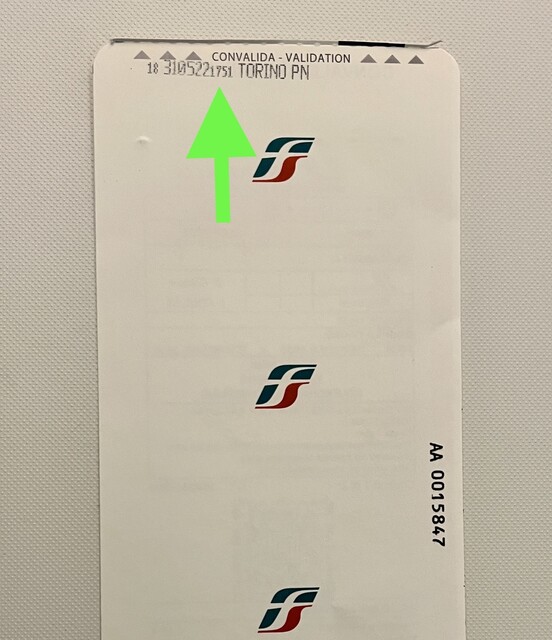 CONVALIDA - VALIDATION
18 310522 1751 TORINO PN
AA 0015847